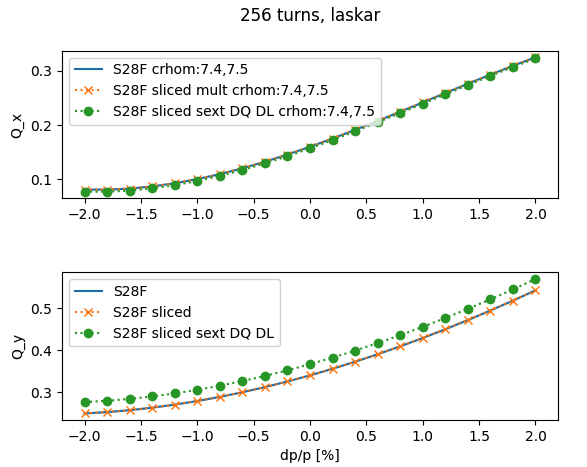 256 turns, laskar
Q_x
0.3
0.2
0.1
S28F crhom:7.4,7.5
S28F sliced mult crhom:7.4,7.5
S28F sliced sext DQ DL crhom:7.4,7.5
−2.0 −1.5 −1.0 −0.5 0.0 0.5 1.0 1.5 2.0
Q_y
0.5
0.4
0.3
S28F
S28F sliced
S28F sliced sext DQ DL
−2.0 −1.5 −1.0 −0.5 0.0 0.5 1.0 1.5 2.0
dp/p [%]